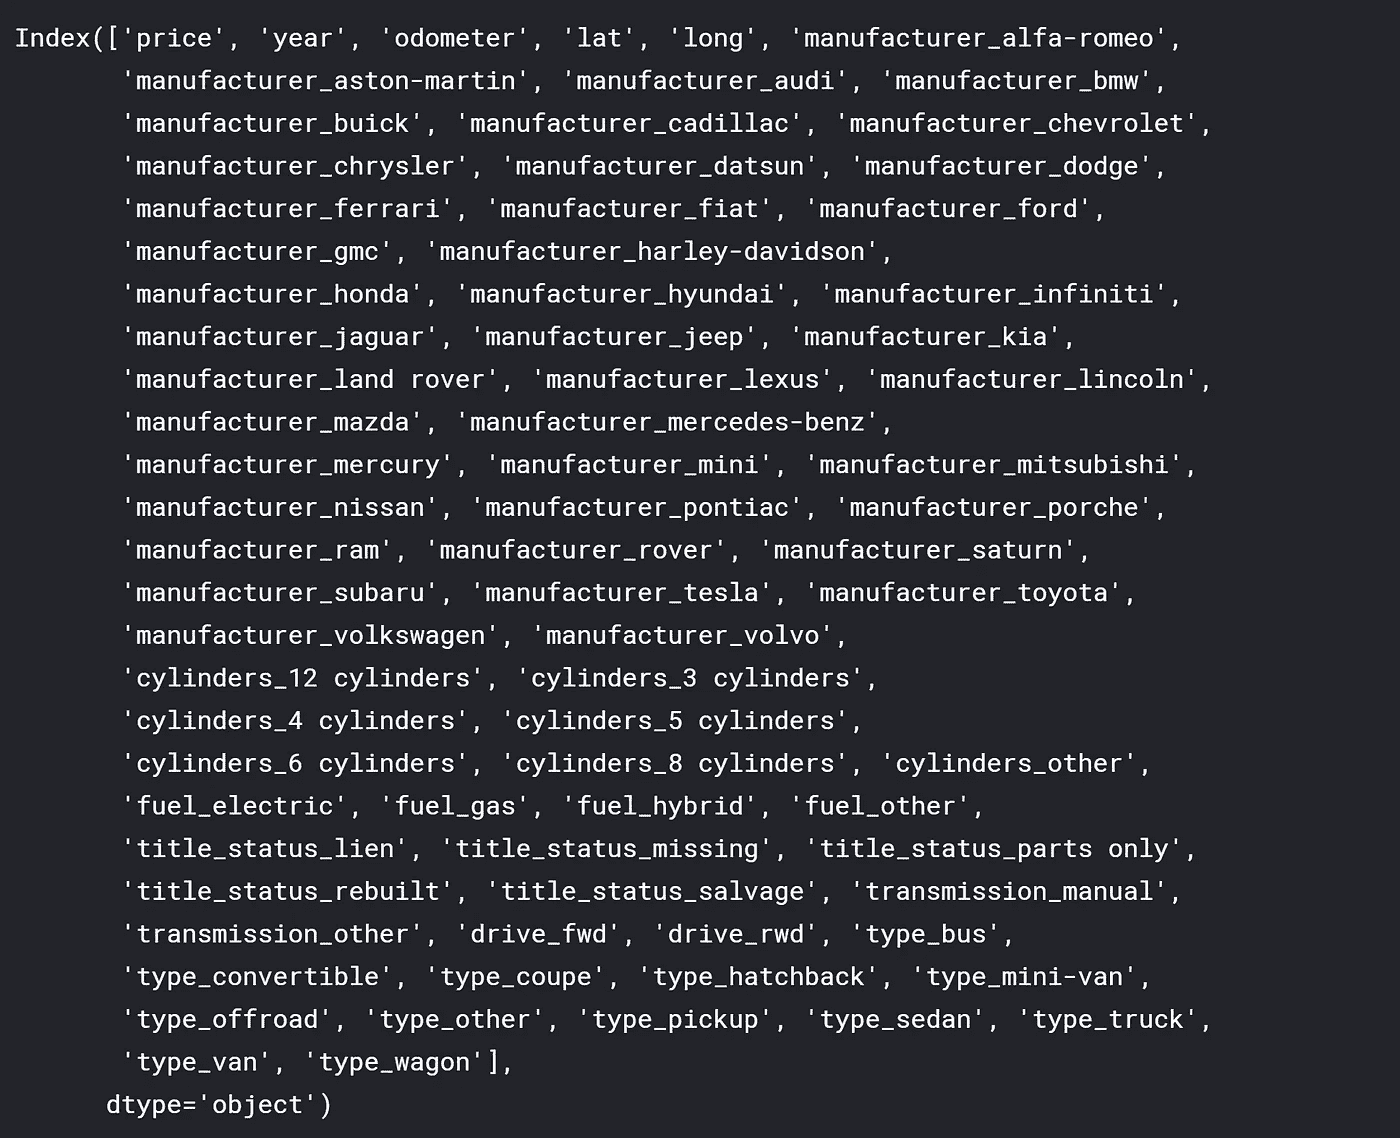 Index(['price', 'year', 'odometer', 'lat', 'long', 'manufacturer_alfa-romeo',
'manufacturer_aston-martin', 'manufacturer_audi', 'manufacturer_bmw',
'manufacturer_buick', 'manufacturer_cadillac', 'manufacturer_chevrolet',
'manufacturer_chrysler', 'manufacturer_datsun', 'manufacturer_dodge',
'manufacturer_ferrari', 'manufacturer_fiat', 'manufacturer_ford',
'manufacturer_gmc', 'manufacturer_harley-davidson',
'manufacturer_honda', 'manufacturer_hyundai', 'manufacturer_infiniti',
'manufacturer_jaguar', 'manufacturer_jeep', 'manufacturer_kia',
'manufacturer_land rover', 'manufacturer_lexus', 'manufacturer_lincoln',
'manufacturer_mazda', 'manufacturer_mercedes-benz',
'manufacturer_mercury', 'manufacturer_mini', 'manufacturer_mitsubishi',
'manufacturer_nissan', 'manufacturer_pontiac', 'manufacturer_porche',
'manufacturer_ram', 'manufacturer_rover', 'manufacturer_saturn',
'manufacturer_subaru', 'manufacturer_tesla', 'manufacturer_toyota',
'manufacturer_volkswagen', 'manufacturer_volvo',
'cylinders_12 cylinders', 'cylinders_3 cylinders',
'cylinders_4 cylinders', 'cylinders_5 cylinders',
'cylinders_6 cylinders', 'cylinders_8 cylinders', 'cylinders_other',
'fuel_electric', 'fuel_gas', 'fuel_hybrid', 'fuel_other',
'title_status_lien', 'title_status_missing', 'title_status_parts only',
'title_status_rebuilt', 'title_status_salvage', 'transmission_manual',
'transmission_other', 'drive_fwd', 'drive_rwd', 'type_bus',
'type_convertible', 'type_coupe', 'type_hatchback', 'type_mini-van',
'type_offroad', 'type_other', 'type_pickup', 'type_sedan', 'type_truck',
'type_van', 'type_wagon'],
dtype='object')